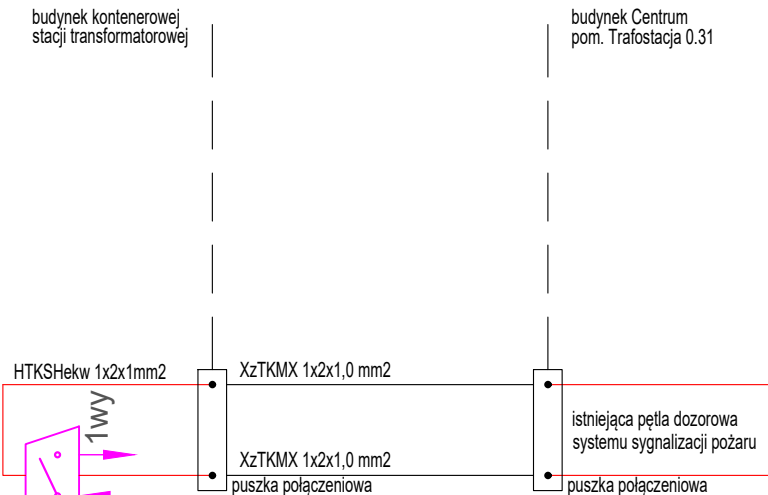 budynek kontenerowej
stacji transformatorowej
budynek Centrum
pom. Trafostacja 0.31
HTKSHekw 1x2x1mm2
XzTKMX 1x2x1,0 mm2
1wy
istniejąca pętla dozorowa
systemu sygnalizacji pożaru
XzTKMX 1x2x1,0 mm2
puszka połączeniowa
puszka połączeniowa